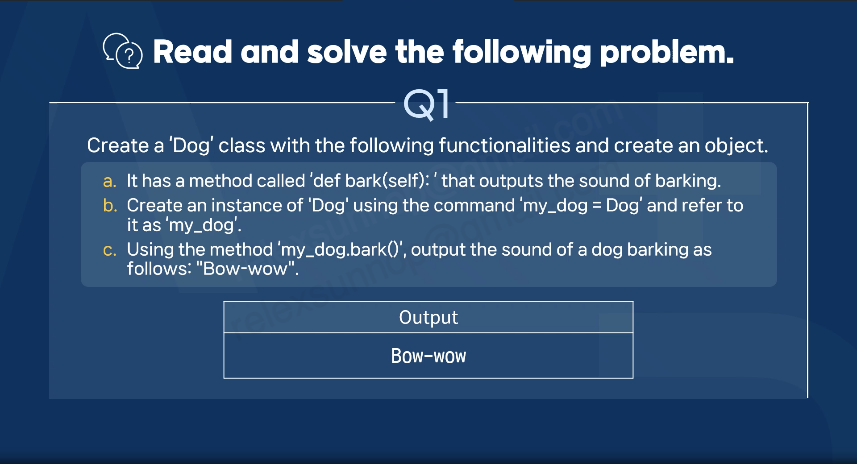 Read and solve the following problem.
Q1
Create a 'Dog' class with the following functionalities and create an object.
a. It has a method called 'def bark(self): ' that outputs the sound of barking.
b. Create an instance of 'Dog' using the command 'my_dog = Dog' and refer to
it as 'my_dog'.
c. Using the method 'my_dog.bark()', output the sound of a dog barking as
follows: "Bow-wow".
Output
Bow-wow